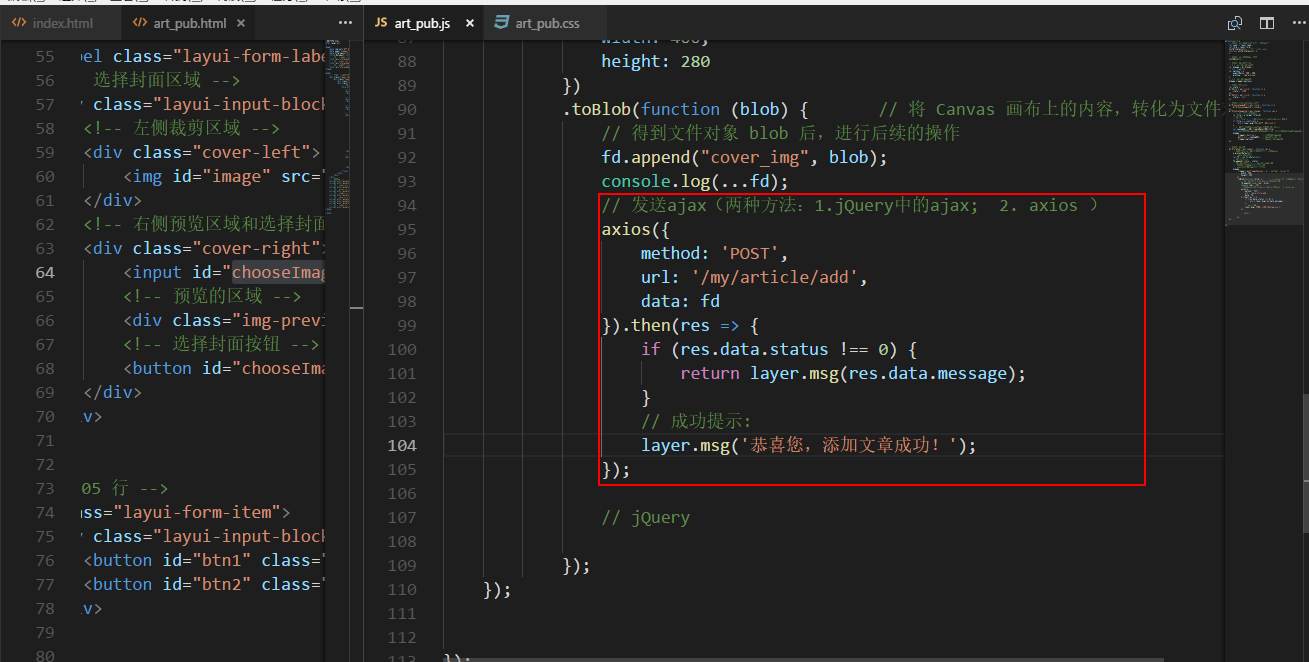 index.html
art_pub.html ×
···
JS art_pub.js ×
art_pub.css
55 class="layui-form-labe
56 选择封面区域 -->
57 class="layui-input-block
58 <!-- 左侧裁剪区域 -->
59 <div class="cover-left">
60 <img id="image" src="
61 </div>
62 <!-- 右侧预览区域和选择封面
63 <div class="cover-right">
64 <input id="chooseImag
65 <!-- 预览的区域 -->
66 <div class="img-previ
67 <!-- 选择封面按钮 -->
68 <button id="chooseIma
69 </div>
70 iv>
71
72
73 05 行 -->
74 ass="layui-form-item">
75 class="layui-input-block
76 <button id="btn1" class="
77 <button id="btn2" class="
78 iv>
79
80
88 height: 280
89 })
90 .toBlob(function (blob) { // 将 Canvas 画布上的内容，转化为文件
91 // 得到文件对象 blob 后，进行后续的操作
92 fd.append("cover_img", blob);
93 console.log(...fd);
94 // 发送ajax（两种方法：1.jQuery中的ajax; 2. axios ）
95 axios({
96 method: 'POST',
97 url: '/my/article/add',
98 data: fd
99 }).then(res => {
100 if (res.data.status !== 0) {
101 return layer.msg(res.data.message);
102 }
103 // 成功提示:
104 layer.msg('恭喜您，添加文章成功！');
105 });
106
107 // jQuery
108
109 });
110 });
111
112
113 });